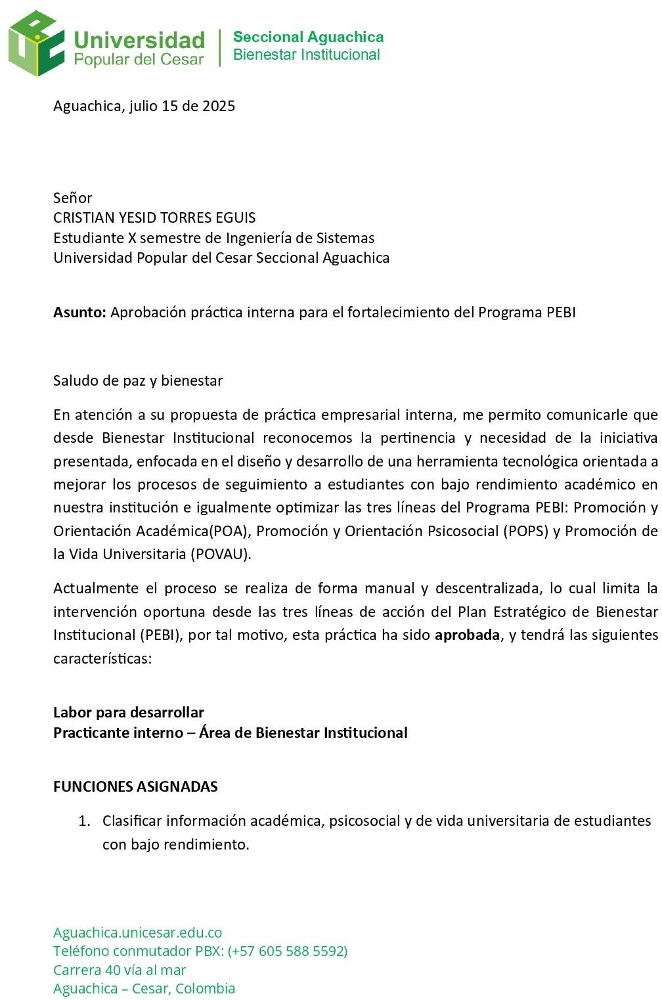 Universidad
Popular del Cesar
Seccional Aguachica
Bienestar Institucional
Aguachica, julio 15 de 2025
Señor
CRISTIAN YESID TORRES EGUIS
Estudiante X semestre de Ingeniería de Sistemas
Universidad Popular del Cesar Seccional Aguachica
Asunto: Aprobación práctica interna para el fortalecimiento del Programa PEBI
Saludo de paz y bienestar
En atención a su propuesta de práctica empresarial interna, me permito comunicarle que
desde Bienestar Institucional reconocemos la pertinencia y necesidad de la iniciativa
presentada, enfocada en el diseño y desarrollo de una herramienta tecnológica orientada a
mejorar los procesos de seguimiento a estudiantes con bajo rendimiento académico en
nuestra institución e igualmente optimizar las tres líneas del Programa PEBI: Promoción y
Orientación Académica(POA), Promoción y Orientación Psicosocial (POPS) y Promoción de
la Vida Universitaria (POVAU).
Actualmente el proceso se realiza de forma manual y descentralizada, lo cual limita la
intervención oportuna desde las tres líneas de acción del Plan Estratégico de Bienestar
Institucional (PEBI), por tal motivo, esta práctica ha sido aprobada, y tendrá las siguientes
características:
Labor para desarrollar
Practicante interno – Área de Bienestar Institucional
FUNCIONES ASIGNADAS
1. Clasificar información académica, psicosocial y de vida universitaria de estudiantes
con bajo rendimiento.
Aguachica.unicesar.edu.co
Teléfono conmutador PBX: (+57 605 588 5592)
Carrera 40 vía al mar
Aguachica – Cesar, Colombia